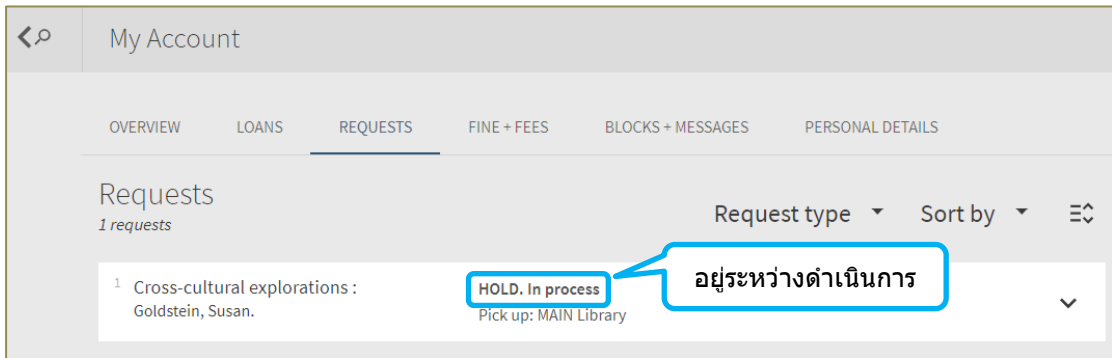 My Account
OVERVIEW LOANS REQUESTS FINE + FEES BLOCKS + MESSAGES PERSONAL DETAILS
Requests
1 requests
Request type Sort by
1 Cross-cultural explorations :
Goldstein, Susan.
HOLD. In process
Pick up: MAIN Library
อยู่ระหว่างดำเนินการ